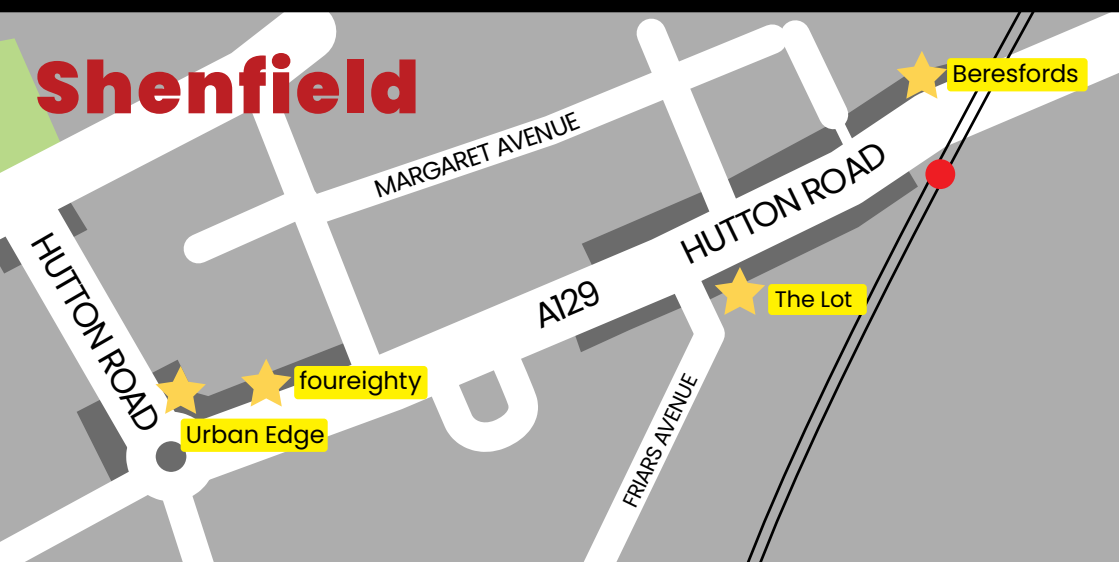 Shenfield
Beresfords
MARGARET AVENUE
HUTTON ROAD
HUTTON ROAD
A129
The Lot
foureighty
Urban Edge
FRIARS AVENUE